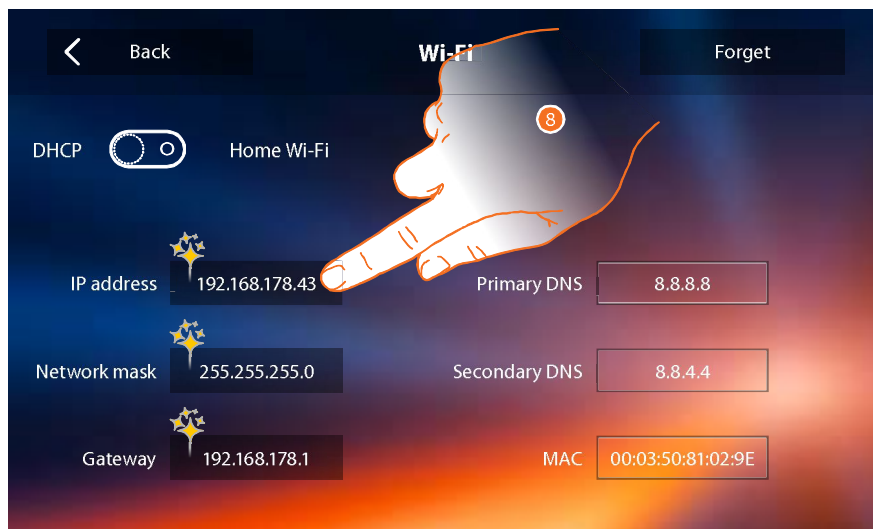 Back Wi-Fi Forget
8
DHCP Home Wi-Fi
IP address 192.168.178.43 Primary DNS 8.8.8.8
Network mask 255.255.255.0 Secondary DNS 8.8.4.4
Gateway 192.168.178.1 MAC 00:03:50:81:02:9E